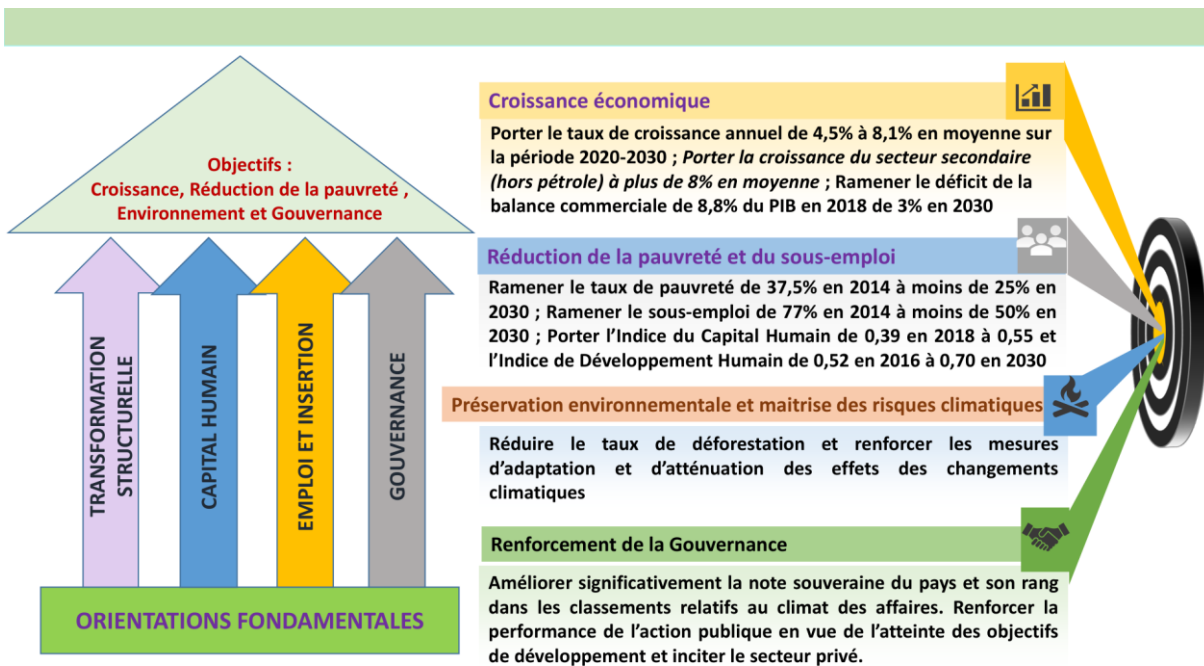 Objectifs :
Croissance, Réduction de la pauvreté ,
Environnement et Gouvernance
TRANSFORMATION
STRUCTURELLE
CAPITAL HUMAIN
EMPLOI ET INSERTION
GOUVERNANCE
ORIENTATIONS FONDAMENTALES
Croissance économique
Porter le taux de croissance annuel de 4,5% à 8,1% en moyenne sur
la période 2020-2030 ; Porter la croissance du secteur secondaire
(hors pétrole) à plus de 8% en moyenne ; Ramener le déficit de la
balance commerciale de 8,8% du PIB en 2018 de 3% en 2030
Réduction de la pauvreté et du sous-emploi
Ramener le taux de pauvreté de 37,5% en 2014 à moins de 25% en
2030 ; Ramener le sous-emploi de 77% en 2014 à moins de 50% en
2030 ; Porter l’Indice du Capital Humain de 0,39 en 2018 à 0,55 et
l’Indice de Développement Humain de 0,52 en 2016 à 0,70 en 2030
Préservation environnementale et maitrise des risques climatiques
Réduire le taux de déforestation et renforcer les mesures
d’adaptation et d’atténuation des effets des changements
climatiques
Renforcement de la Gouvernance
Améliorer significativement la note souveraine du pays et son rang
dans les classements relatifs au climat des affaires. Renforcer la
performance de l’action publique en vue de l’atteinte des objectifs
de développement et inciter le secteur privé.